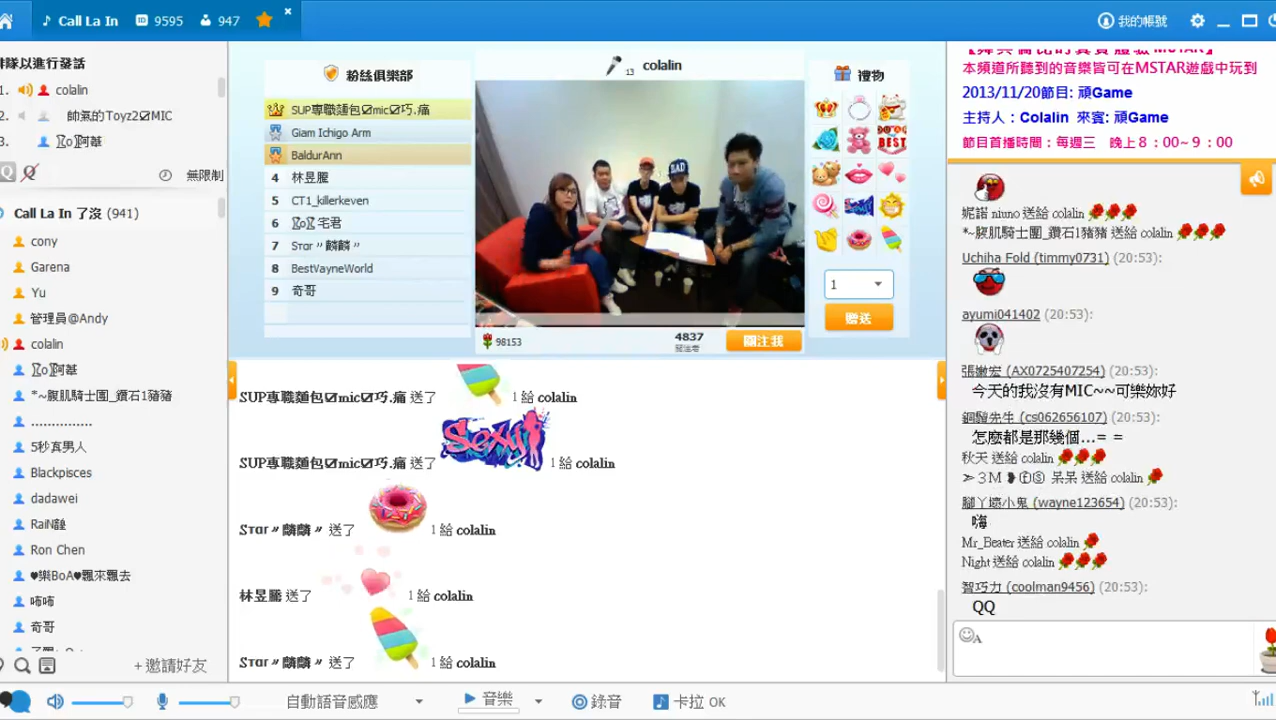 Call La In 9595 947
我的帳號
排隊以進行發話
1. colalin
2. 帥氣的Toyz2☑MIC
3.
無限制
Call La In 了沒 (941)
cony
Garena
Yu
管理員@Andy
colalin
*~腹肌騎士團_鑽石1豬豬
...............
5秒真男人
Blackpisces
dadawei
Ron Chen
♥樂BoA♥飄來飄去
咘咘
奇哥
+邀請好友
粉絲俱樂部
SUP專職麵包☑mic☑巧.痛
Giam Ichigo Arm
BaldurAnn
4 林昱騰
5 CT1_killerkeven
6 宅君
7 Sтαr〃麟麟〃
8 BestVayneWorld
9 奇哥
13 colalin
98153
4837
關注者
關注我
禮物
1
贈送
SUP專職麵包☑mic☑巧.痛 送了 1 給 colalin
SUP專職麵包☑mic☑巧.痛 送了 Sexy 1 給 colalin
Sтαr〃麟麟〃 送了 1 給 colalin
林昱騰 送了 1 給 colalin
Sтαr〃麟麟〃 送了 1 給 colalin
本頻道所聽到的音樂皆可在MSTAR遊戲中玩到
2013/11/20節目: 頑Game
主持人：Colalin 來賓: 頑Game
節目首播時間：每週三 晚上8：00~9：00
妮諾 niuno 送給 colalin
*~腹肌騎士團_鑽石1豬豬 送給 colalin
Uchiha Fold (timmy0731) (20:53):
ayumi041402 (20:53):
張嫩宏 (AX0725407254) (20:53):
今天的我沒有MIC~~可樂妳好
鋼鬚先生 (cs062656107) (20:53):
怎麼都是那幾個...= =
秋天 送給 colalin
呆呆 送給 colalin
腳丫壞小鬼 (wayne123654) (20:53):
嗨
Mr_Beater 送給 colalin
Night 送給 colalin
智巧力 (coolman9456) (20:53):
QQ
自動語音感應
音樂
錄音
卡拉 OK